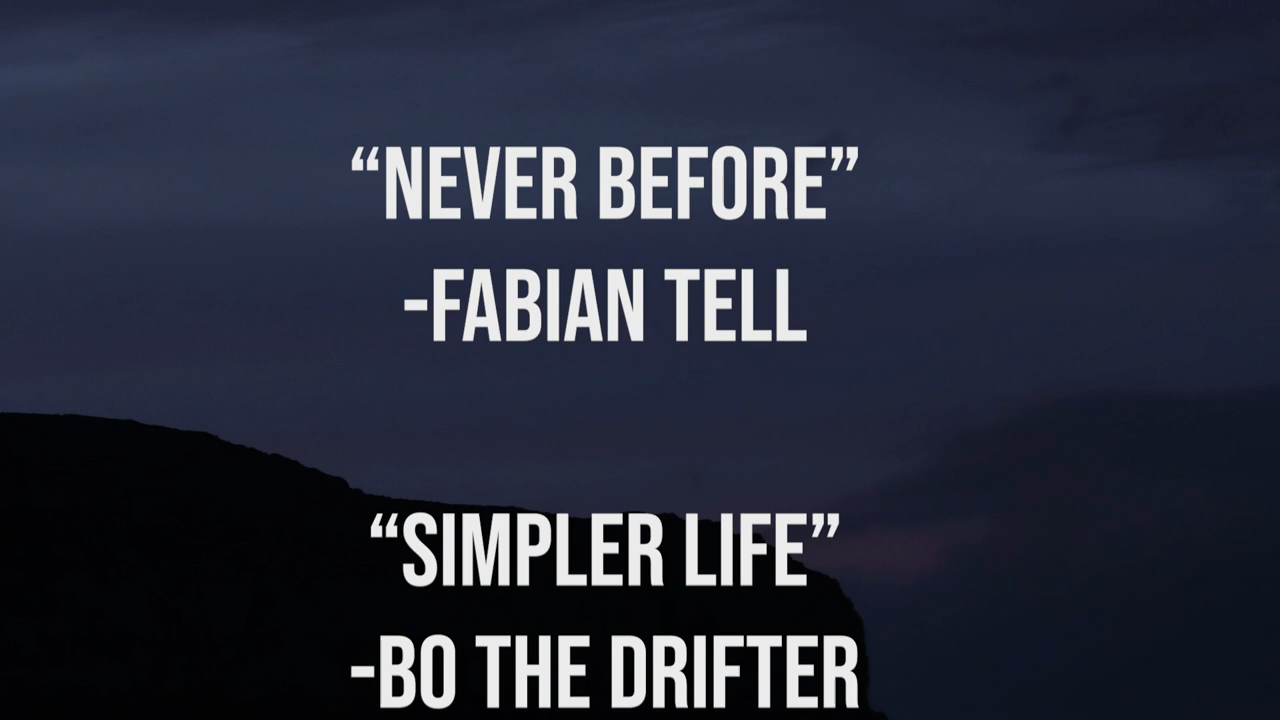 “NEVER BEFORE”
-FABIAN TELL
“SIMPLER LIFE”
-BO THE DRIFTER